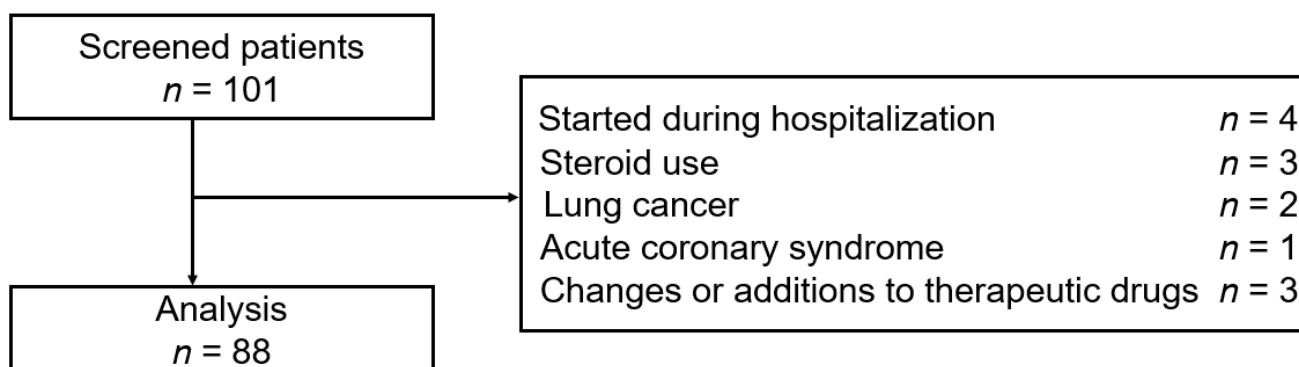 Screened patients
n = 101
Started during hospitalization n = 4
Steroid use n = 3
Lung cancer n = 2
Acute coronary syndrome n = 1
Changes or additions to therapeutic drugs n = 3
Analysis
n = 88